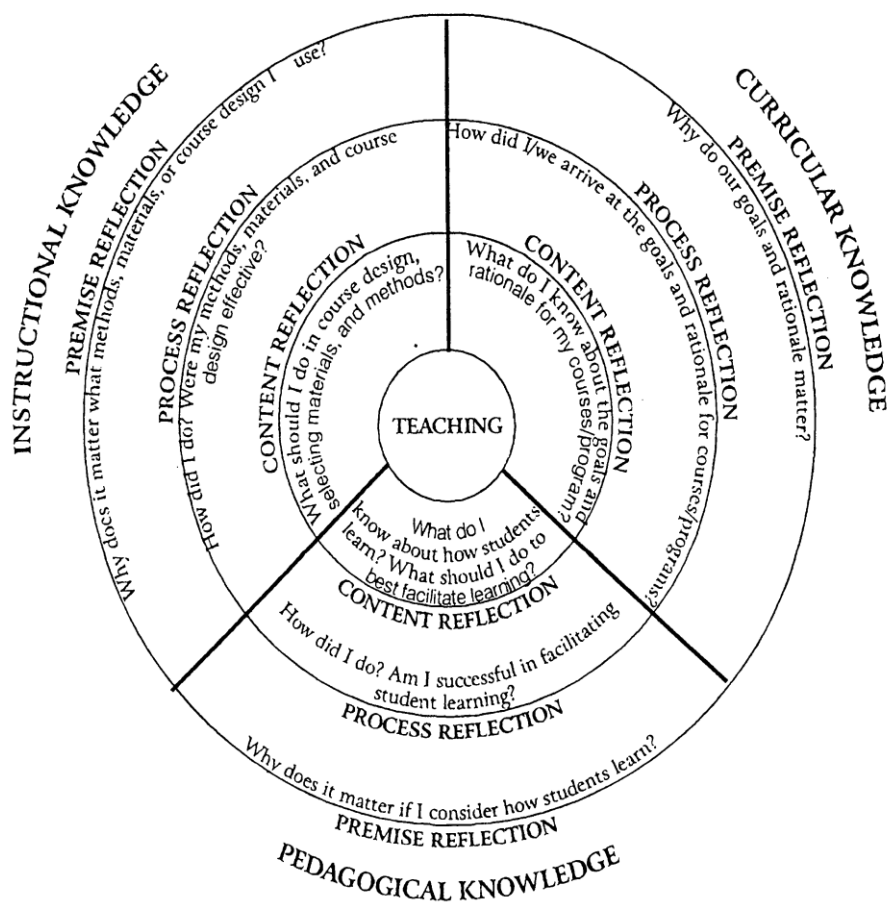 INSTRUCTIONAL KNOWLEDGE
PREMISE REFLECTION
Why does it matter what methods, materials, or course design I use?
PROCESS REFLECTION
How did I do? Were my methods, materials, and course
design effective?
CONTENT REFLECTION
What should I do in course design,
selecting materials, and methods?
CURRICULAR KNOWLEDGE
PREMISE REFLECTION
Why do our goals and rationale matter?
PROCESS REFLECTION
How did I/we arrive at the goals and rationale for courses/programs?
CONTENT REFLECTION
What do I know about the goals and
rationale for my courses/program?
TEACHING
What do I
know about how students
learn? What should I do to
best facilitate learning?
CONTENT REFLECTION
How did I do? Am I successful in facilitating
student learning?
PROCESS REFLECTION
Why does it matter if I consider how students learn?
PREMISE REFLECTION
PEDAGOGICAL KNOWLEDGE